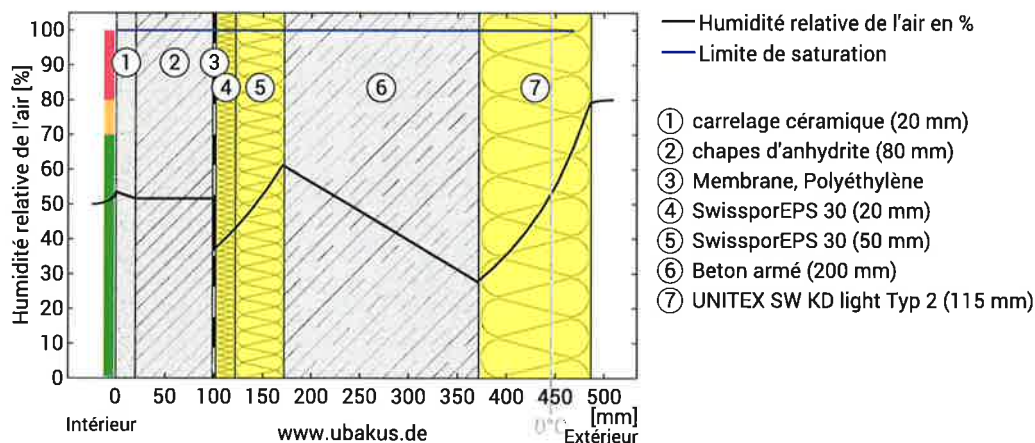 Humidité relative de l'air [%]
100
90
80
70
60
50
40
30
20
10
0
1
2
3
4
5
6
7
0 50 100 150 200 250 300 350 400 450 500
[mm]
0°C
Intérieur
www.ubakus.de
Extérieur
Humidité relative de l'air en %
Limite de saturation
1 carrelage céramique (20 mm)
2 chapes d'anhydrite (80 mm)
3 Membrane, Polyéthylène
4 SwissporEPS 30 (20 mm)
5 SwissporEPS 30 (50 mm)
6 Beton armé (200 mm)
7 UNITEX SW KD light Typ 2 (115 mm)